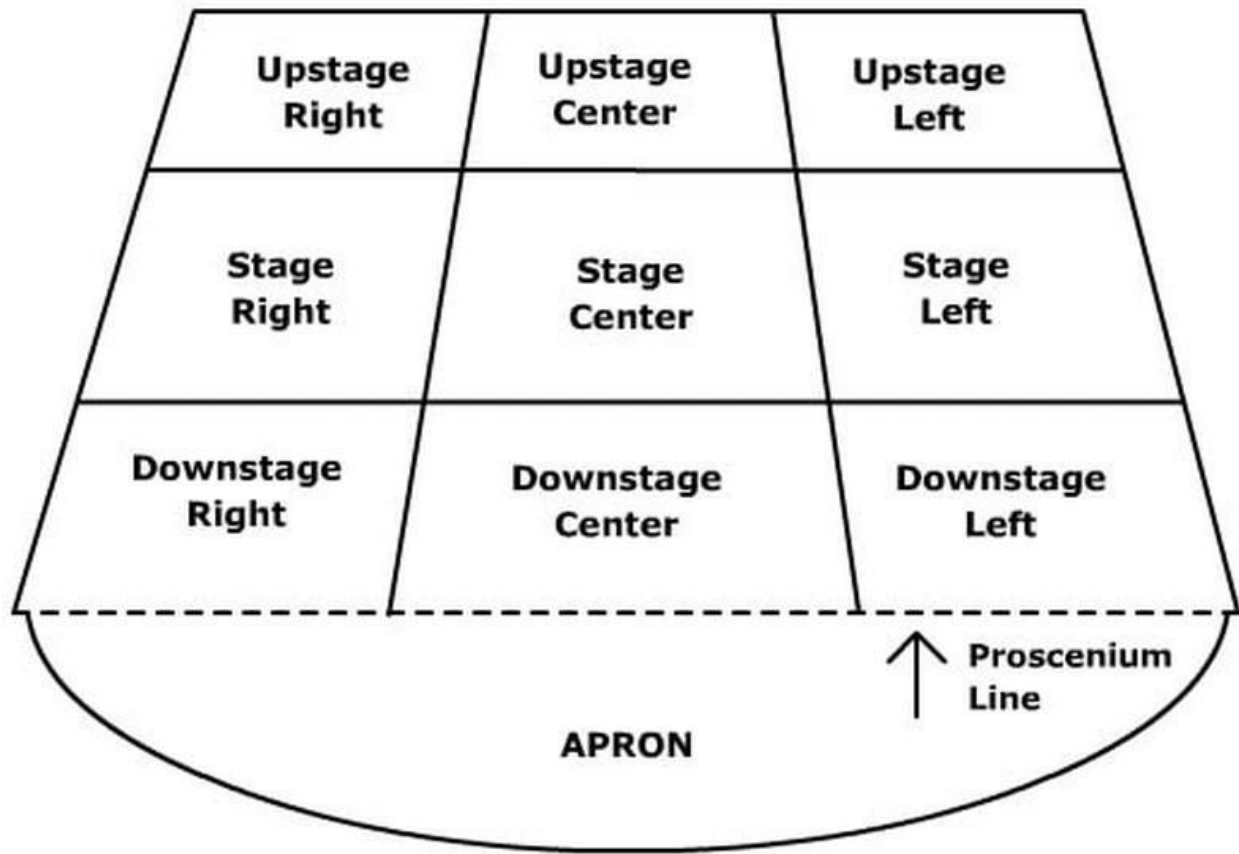 Upstage
Right
Upstage
Center
Upstage
Left
Stage
Right
Stage
Center
Stage
Left
Downstage
Right
Downstage
Center
Downstage
Left
Proscenium
Line
APRON